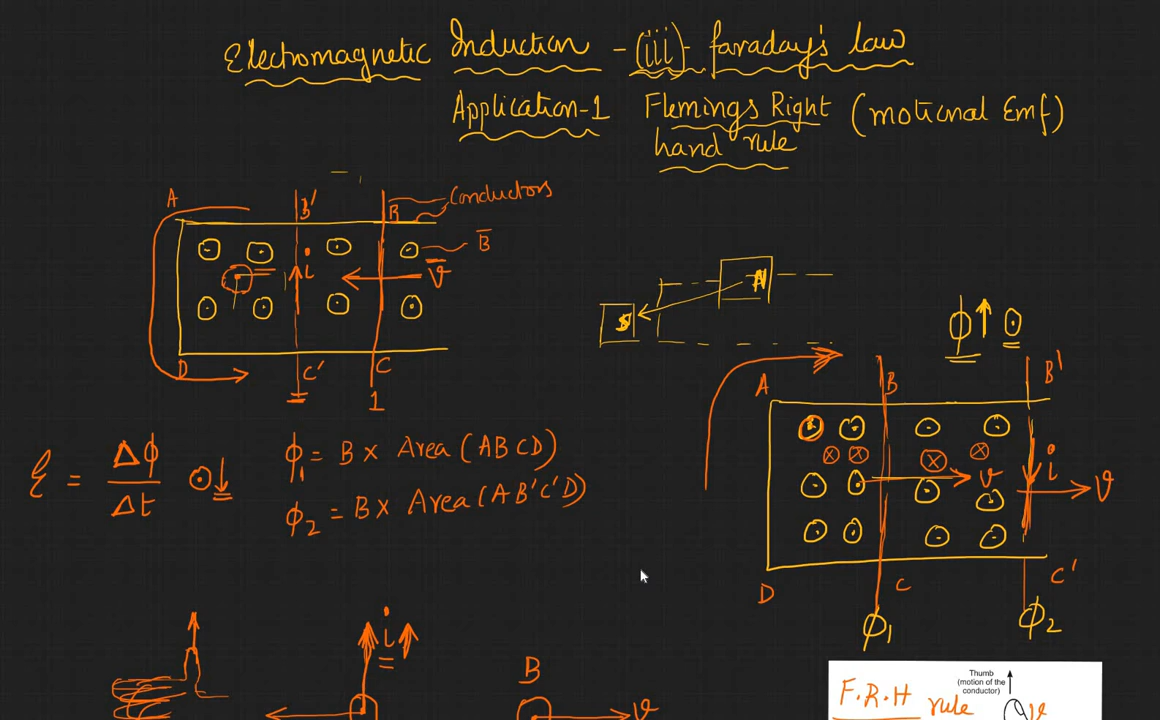 Electromagnetic Induction - (iii) - faraday's law
Application-1 Flemings Right (motional Emf)
hand rule
A B' B Conductors
i B̅
v̅
D C' C
1
N
S
ϕ↑ ⊙
A B B'
v i v
D C C'
ϕ₁ ϕ₂
ℰ = Δϕ / Δt ⊙↓
ϕ₁ = B x Area (ABCD)
ϕ₂ = B x Area (AB'C'D)
i
B
v
F.R.H rule
Thumb
(motion of the
conductor)
v